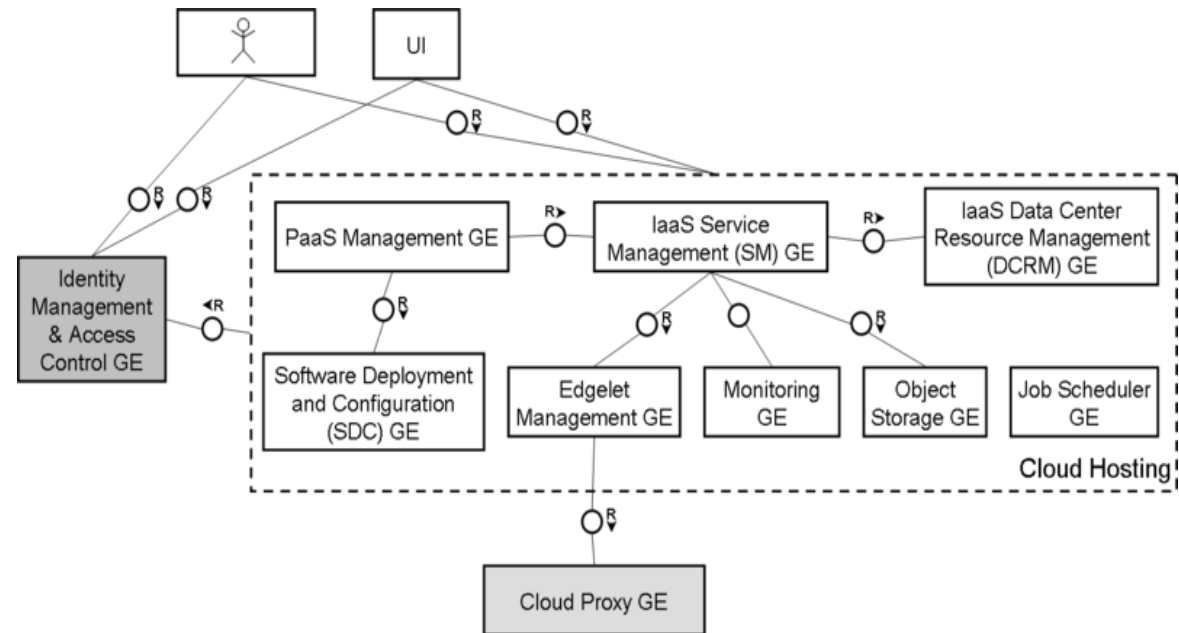 UI
R
R
R
R
PaaS Management GE
R
IaaS Service
Management (SM) GE
R
IaaS Data Center
Resource Management
(DCRM) GE
Identity
Management
& Access
Control GE
R
R
R
R
Software Deployment
and Configuration
(SDC) GE
Edgelet
Management GE
Monitoring
GE
Object
Storage GE
Job Scheduler
GE
Cloud Hosting
R
Cloud Proxy GE